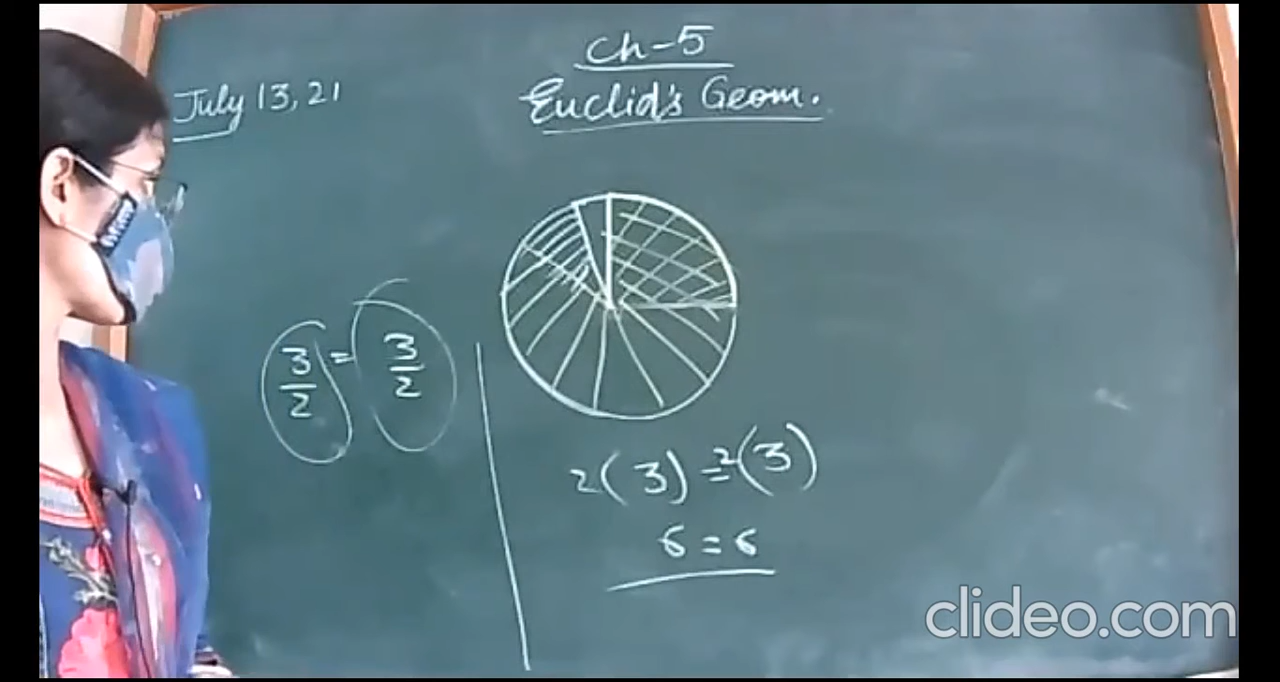 Ch-5
July 13, 21
Euclid's Geom.
3/2 = 3/2
2(3) = 2(3)
6 = 6
clideo.com